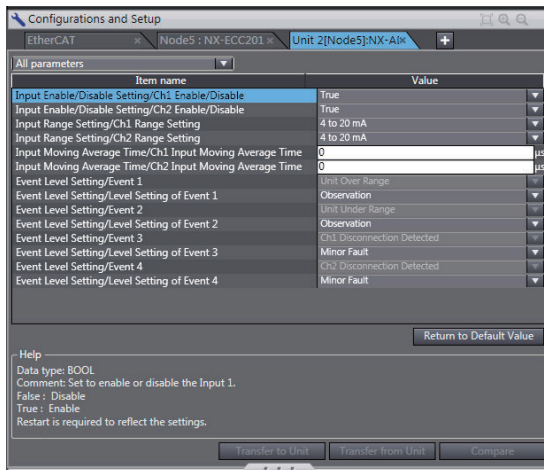 Configurations and Setup
EtherCAT
Node5 : NX-ECC201
Unit 2[Node5]:NX-AI
All parameters
Item name Value
Input Enable/Disable Setting/Ch1 Enable/Disable True
Input Enable/Disable Setting/Ch2 Enable/Disable True
Input Range Setting/Ch1 Range Setting 4 to 20 mA
Input Range Setting/Ch2 Range Setting 4 to 20 mA
Input Moving Average Time/Ch1 Input Moving Average Time 0 µs
Input Moving Average Time/Ch2 Input Moving Average Time 0 µs
Event Level Setting/Event 1 Unit Over Range
Event Level Setting/Level Setting of Event 1 Observation
Event Level Setting/Event 2 Unit Under Range
Event Level Setting/Level Setting of Event 2 Observation
Event Level Setting/Event 3 Ch1 Disconnection Detected
Event Level Setting/Level Setting of Event 3 Minor Fault
Event Level Setting/Event 4 Ch2 Disconnection Detected
Event Level Setting/Level Setting of Event 4 Minor Fault
Return to Default Value
Help
Data type: BOOL
Comment: Set to enable or disable the Input 1.
False : Disable
True : Enable
Restart is required to reflect the settings.
Transfer to Unit Transfer from Unit Compare